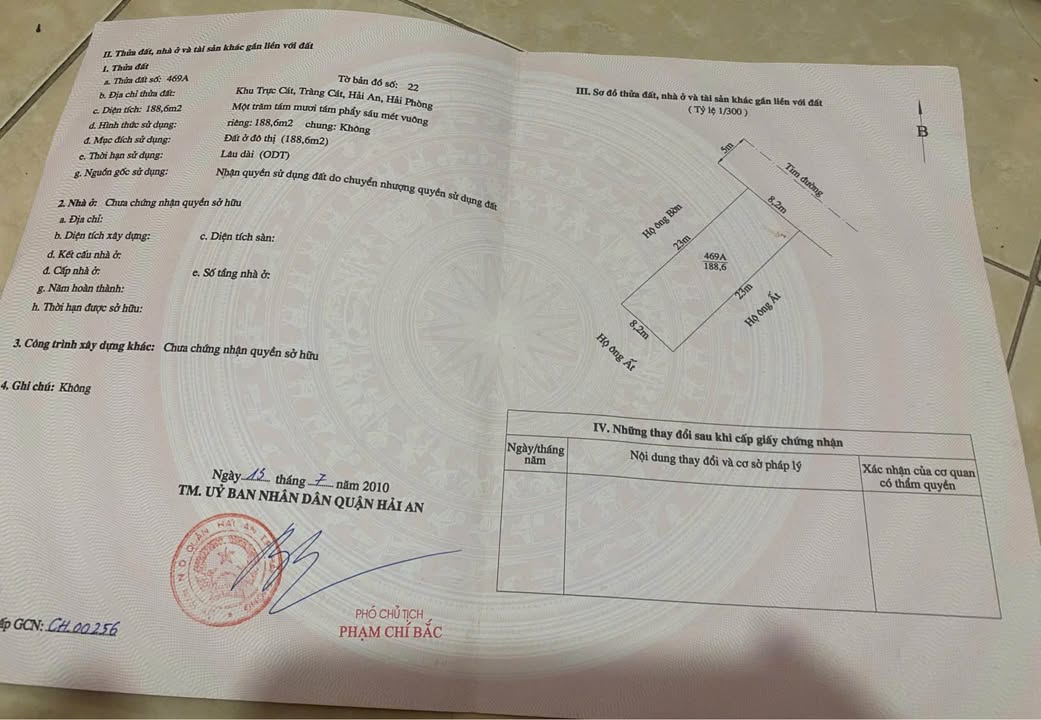 II. Thửa đất, nhà ở và tài sản khác gắn liền với đất
1. Thửa đất
a. Thửa đất số: 469A Tờ bản đồ số: 22
b. Địa chỉ thửa đất: Khu Trực Cát, Tràng Cát, Hải An, Hải Phòng
c. Diện tích: 188,6m2 Một trăm tám mươi tám phẩy sáu mét vuông
d. Hình thức sử dụng: riêng: 188,6m2 chung: Không
đ. Mục đích sử dụng: Đất ở đô thị (188,6m2)
e. Thời hạn sử dụng: Lâu dài (ODT)
g. Nguồn gốc sử dụng: Nhận quyền sử dụng đất do chuyển nhượng quyền sử dụng đất
2. Nhà ở: Chưa chứng nhận quyền sở hữu
a. Địa chỉ:
b. Diện tích xây dựng: c. Diện tích sàn:
d. Kết cấu nhà ở:
đ. Cấp nhà ở: e. Số tầng nhà ở:
g. Năm hoàn thành:
h. Thời hạn được sở hữu:
3. Công trình xây dựng khác: Chưa chứng nhận quyền sở hữu
4. Ghi chú: Không
Ngày 15 tháng 7 năm 2010
TM. UỶ BAN NHÂN DÂN QUẬN HẢI AN
PHÓ CHỦ TỊCH
PHẠM CHÍ BẮC
ấp GCN: CH.00256
III. Sơ đồ thửa đất, nhà ở và tài sản khác gắn liền với đất
( Tỷ lệ 1/300 )
B
5m
Tim đường
8,2m
Hộ ông Bơn
23m
469A
188,6
23m
Hộ ông Ất
8,2m
Hộ ông Ất
IV. Những thay đổi sau khi cấp giấy chứng nhận
Ngày/tháng
năm
Nội dung thay đổi và cơ sở pháp lý
Xác nhận của cơ quan
có thẩm quyền